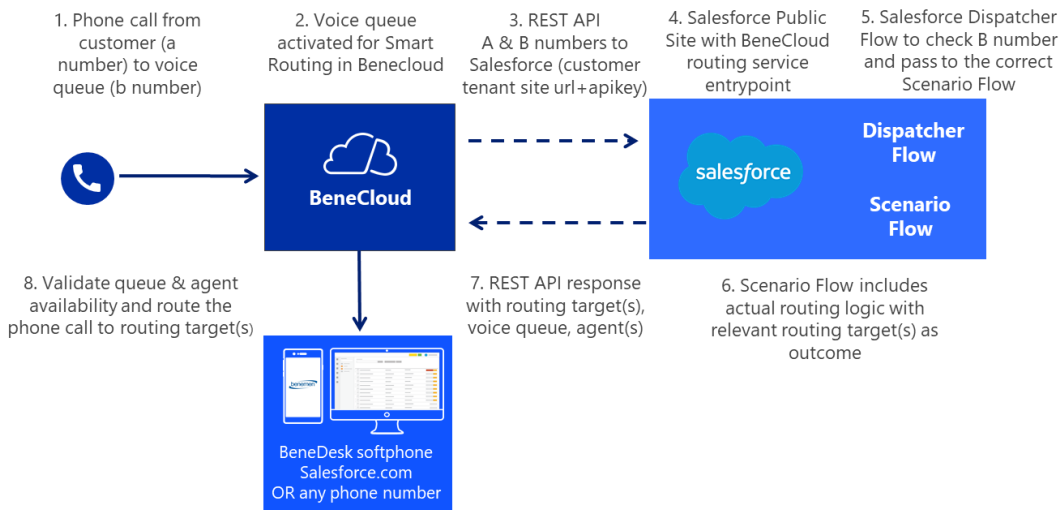 1. Phone call from
customer (a
number) to voice
queue (b number)
2. Voice queue
activated for Smart
Routing in Benecloud
3. REST API
A & B numbers to
Salesforce (customer
tenant site url+apikey)
4. Salesforce Public
Site with BeneCloud
routing service
entrypoint
5. Salesforce Dispatcher
Flow to check B number
and pass to the correct
Scenario Flow
BeneCloud
salesforce
Dispatcher
Flow
Scenario
Flow
8. Validate queue & agent
availability and route the
phone call to routing target(s)
7. REST API response
with routing target(s),
voice queue, agent(s)
6. Scenario Flow includes
actual routing logic with
relevant routing target(s) as
outcome
benemen
BeneDesk softphone
Salesforce.com
OR any phone number